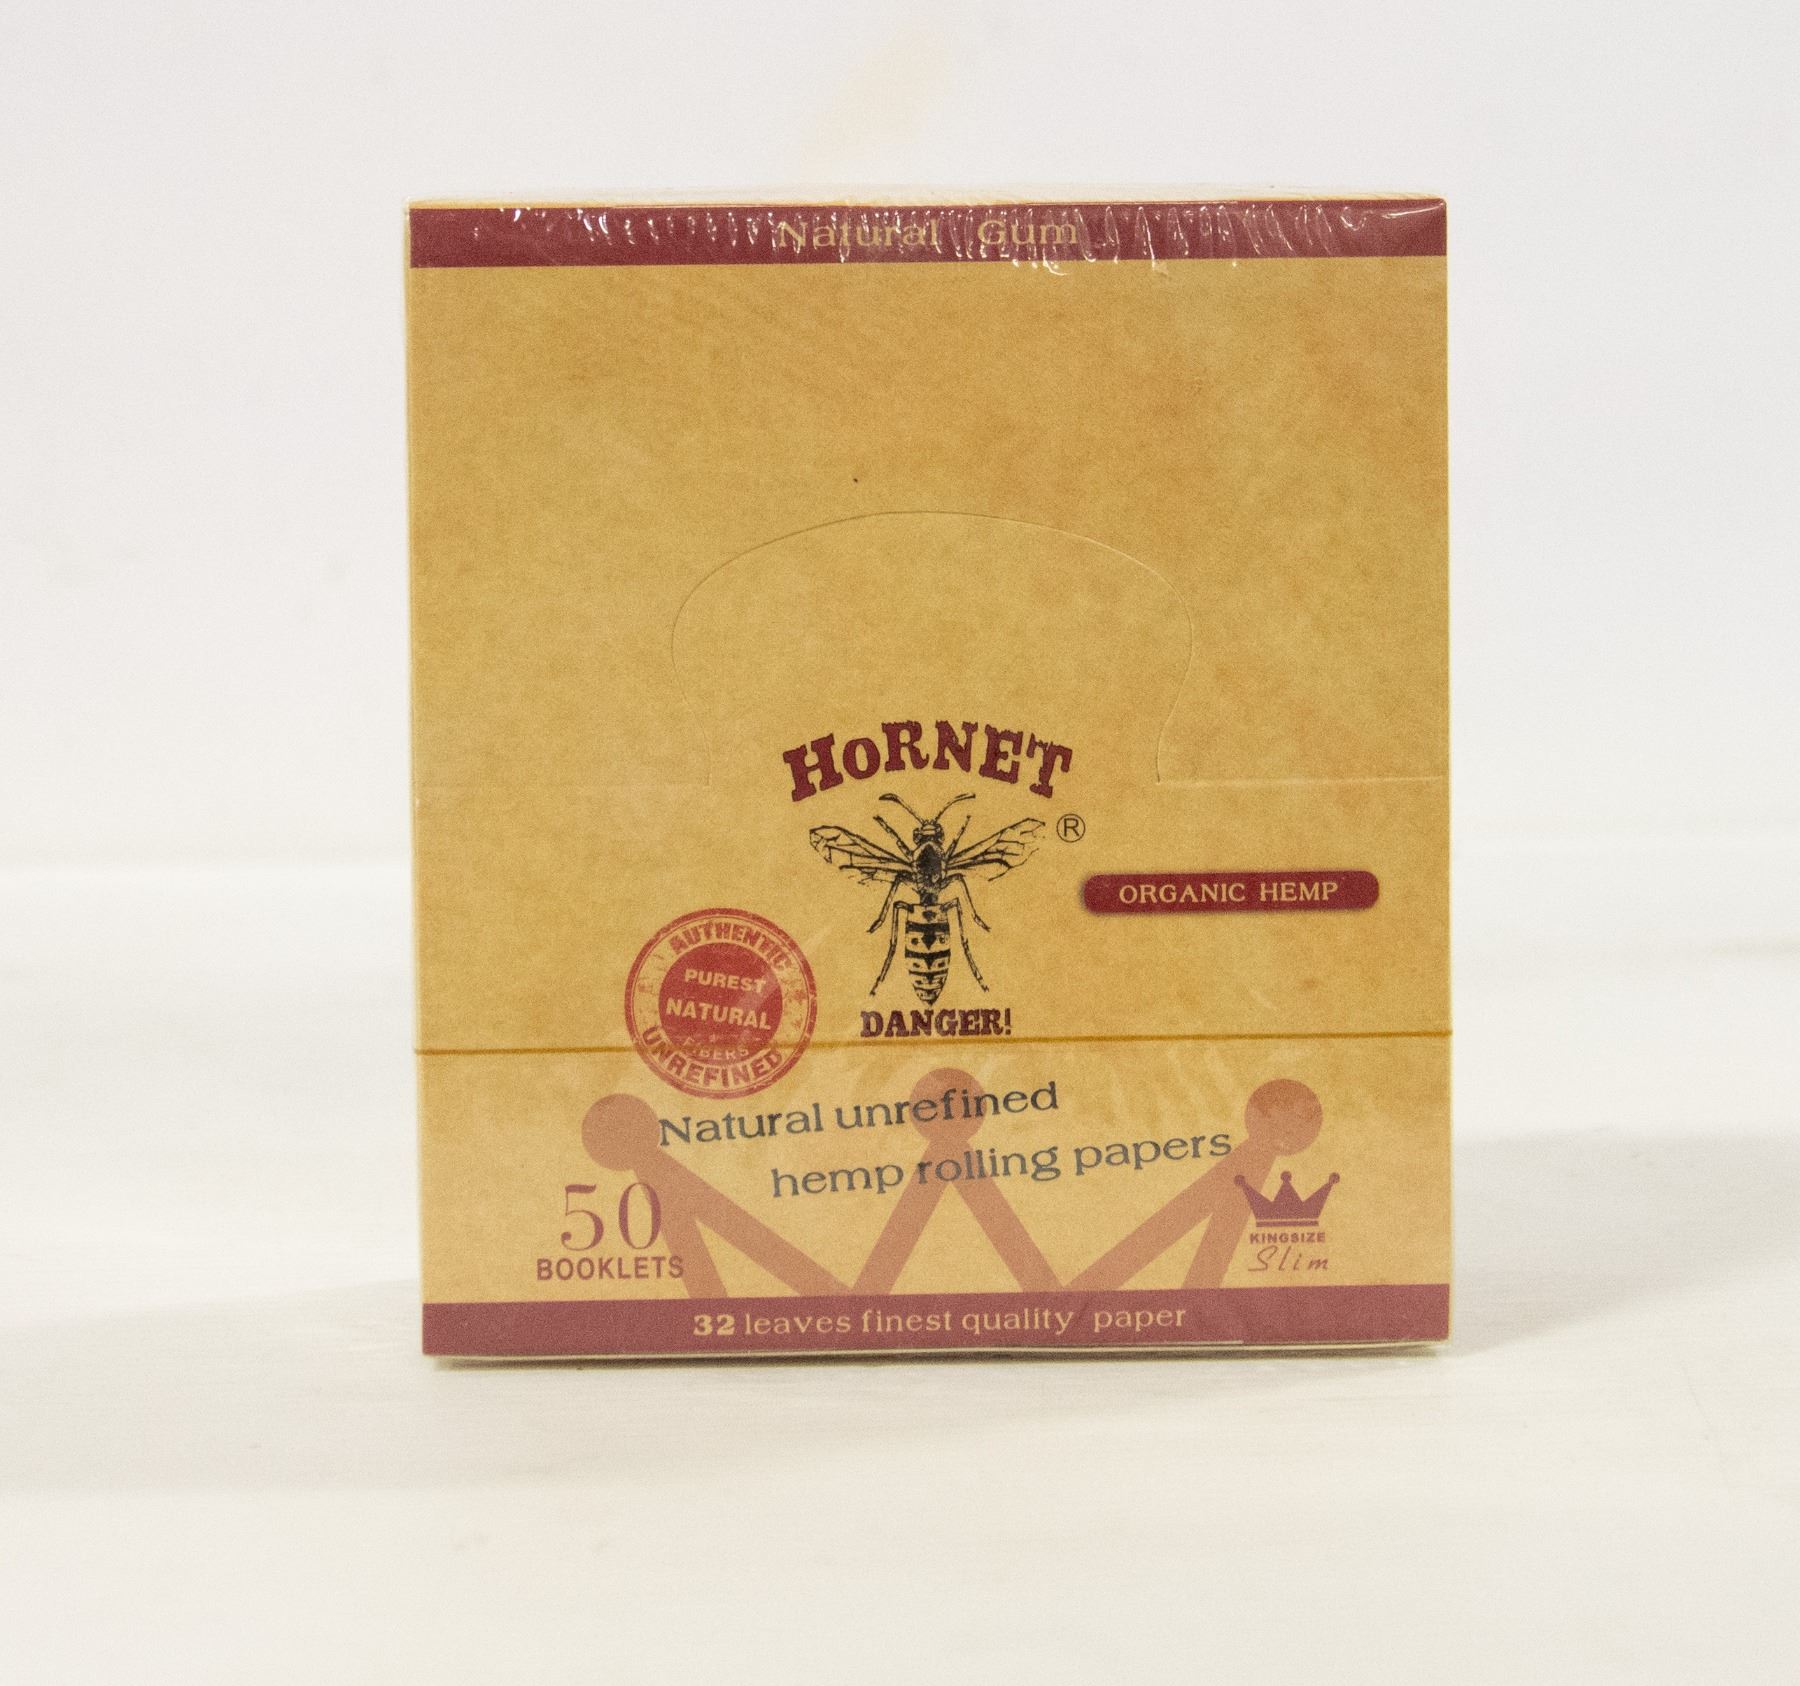 Natural Gum
HoRNET
®
ORGANIC HEMP
AUTHENTIC
PUREST
NATURAL
FIBERS
UNREFINED
DANGER!
Natural unrefined
hemp rolling papers
50
BOOKLETS
KINGSIZE
Slim
32 leaves finest quality paper